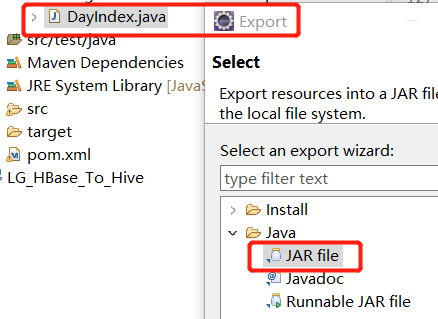 DayIndex.java
src/test/java
Maven Dependencies
JRE System Library [JavaS
src
target
pom.xml
LG_HBase_To_Hive
Export
Select
Export resources into a JAR file
the local file system.
Select an export wizard:
type filter text
Install
Java
JAR file
Javadoc
Runnable JAR file